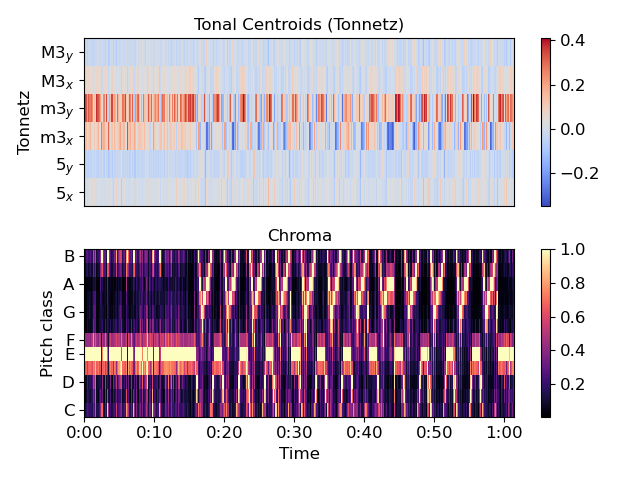 Tonal Centroids (Tonnetz)
Tonnetz
M3y
M3x
m3y
m3x
5y
5x
0.4
0.2
0.0
−0.2
Chroma
Pitch class
B
A
G
F
E
D
C
1.0
0.8
0.6
0.4
0.2
0:00 0:10 0:20 0:30 0:40 0:50 1:00
Time